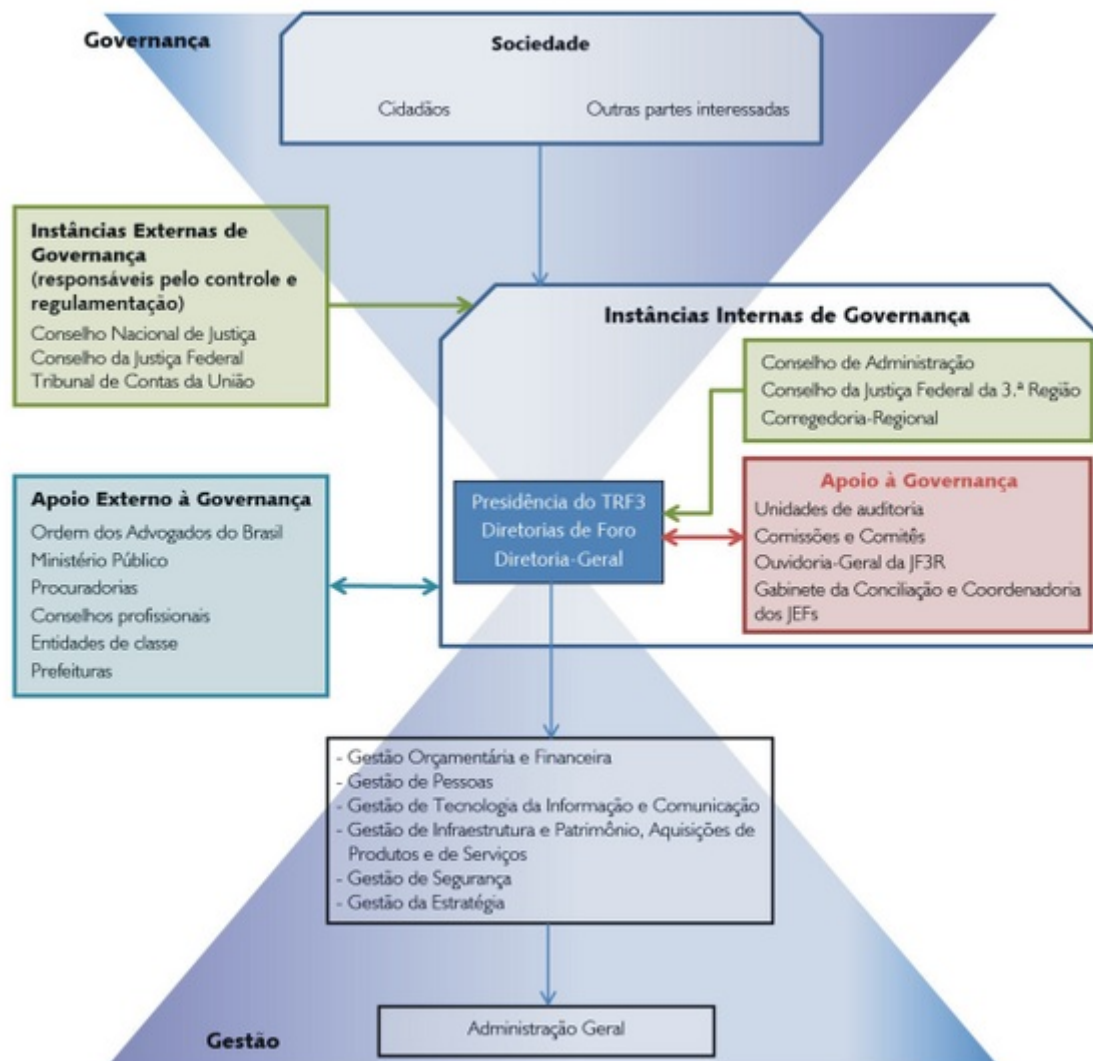 Governança
Sociedade
Cidadãos
Outras partes interessadas
Instâncias Externas de
Governança
(responsáveis pelo controle e
regulamentação)
Conselho Nacional de Justiça
Conselho da Justiça Federal
Tribunal de Contas da União
Instâncias Internas de Governança
Conselho de Administração
Conselho da Justiça Federal da 3.ª Região
Corregedoria-Regional
Apoio Externo à Governança
Ordem dos Advogados do Brasil
Ministério Público
Procuradorias
Conselhos profissionais
Entidades de classe
Prefeituras
Presidência do TRF3
Diretorias de Foro
Diretoria-Geral
Apoio à Governança
Unidades de auditoria
Comissões e Comitês
Ouvidoria-Geral da JF3R
Gabinete da Conciliação e Coordenadoria
dos JEFs
- Gestão Orçamentária e Financeira
- Gestão de Pessoas
- Gestão de Tecnologia da Informação e Comunicação
- Gestão de Infraestrutura e Patrimônio, Aquisições de
Produtos e de Serviços
- Gestão de Segurança
- Gestão da Estratégia
Administração Geral
Gestão